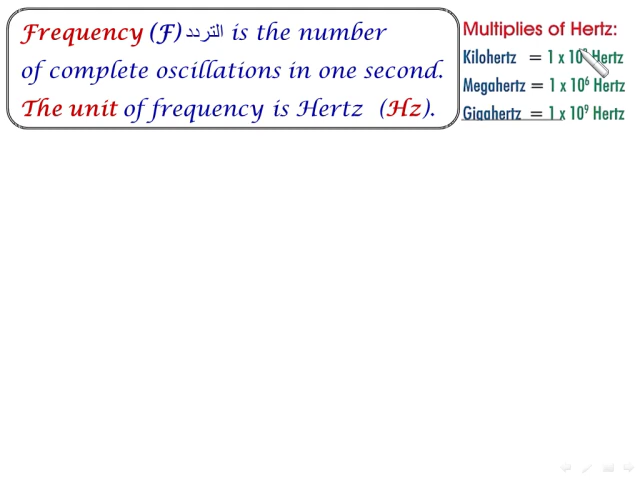 Frequency (F) التردد is the number
of complete oscillations in one second.
The unit of frequency is Hertz (Hz).
Multiplies of Hertz:
Kilohertz = 1 x 10 Hertz
Megahertz = 1 x 10⁶ Hertz
Gigahertz = 1 x 10⁹ Hertz